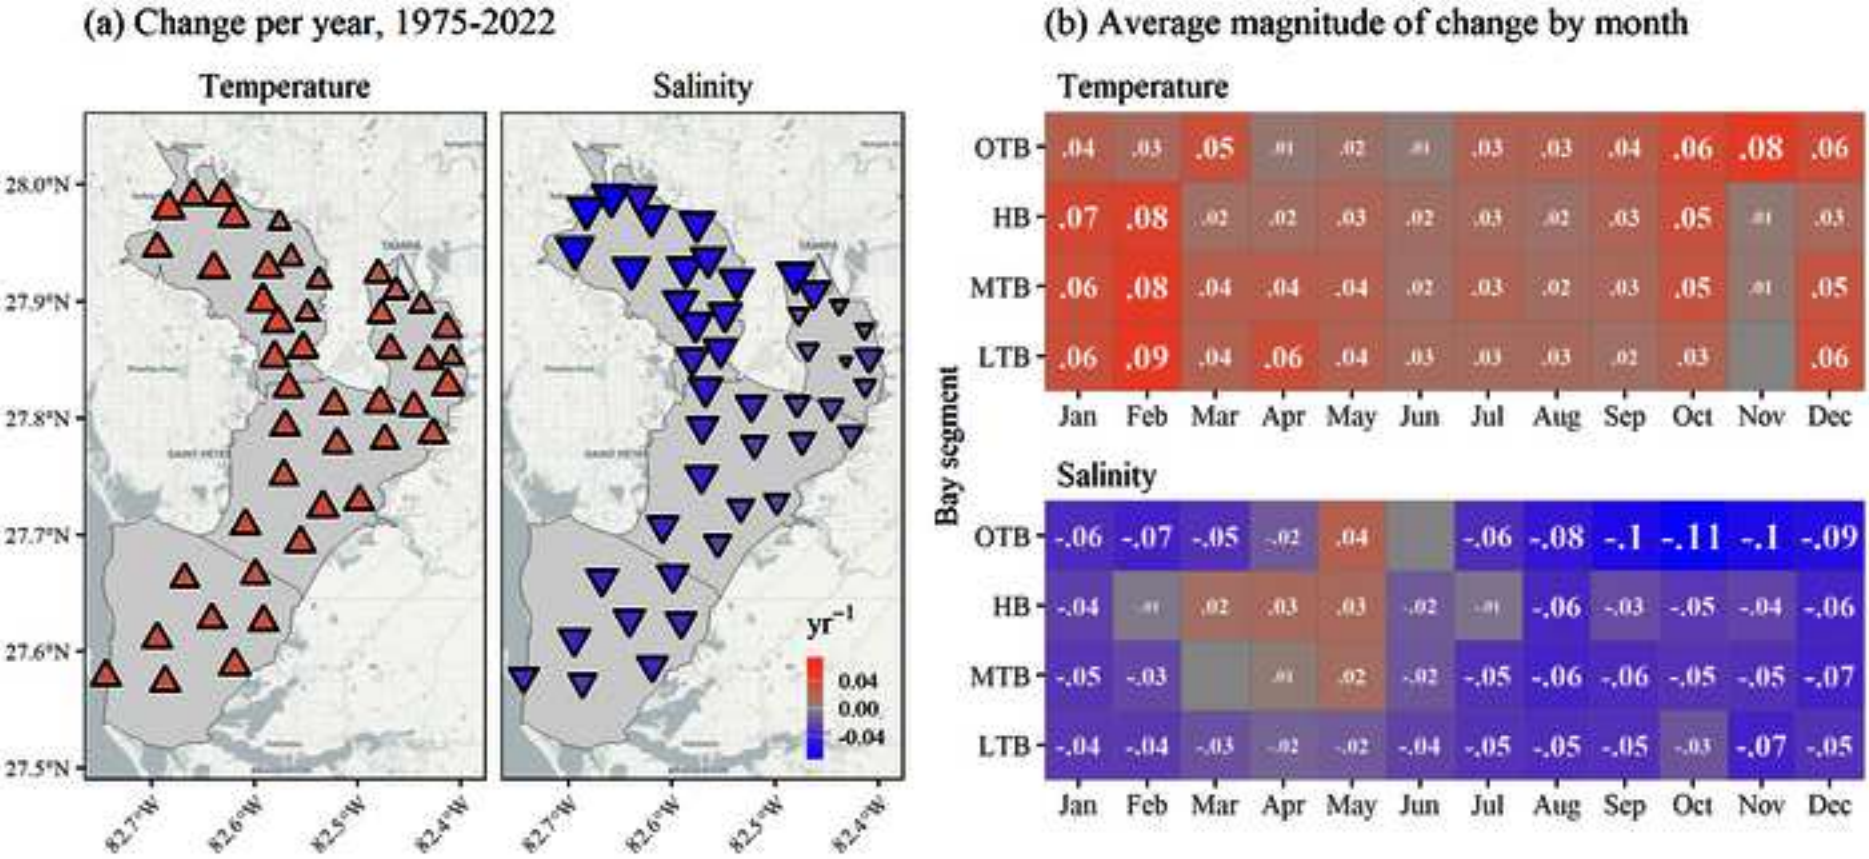 (a) Change per year, 1975-2022
Temperature
Salinity
28.0°N
27.9°N
27.8°N
27.7°N
27.6°N
27.5°N
TAMPA
SAINT PETE
TAMPA
SAINT PETE
82.7°W
82.6°W
82.5°W
82.4°W
82.7°W
82.6°W
82.5°W
82.4°W
yr⁻¹
0.04
0.00
-0.04
(b) Average magnitude of change by month
Bay segment
Temperature
OTB .04 .03 .05 .01 .02 .01 .03 .03 .04 .06 .08 .06
HB .07 .08 .02 .02 .03 .02 .03 .02 .03 .05 .01 .03
MTB .06 .08 .04 .04 .04 .02 .03 .02 .03 .05 .01 .05
LTB .06 .09 .04 .06 .04 .03 .03 .03 .02 .03 .06
Jan Feb Mar Apr May Jun Jul Aug Sep Oct Nov Dec
Salinity
OTB -.06 -.07 -.05 -.02 .04 -.06 -.08 -.1 -.11 -.1 -.09
HB -.04 -.01 .02 .03 .03 -.02 -.01 -.06 -.03 -.05 -.04 -.06
MTB -.05 -.03 .01 .02 -.02 -.05 -.06 -.06 -.05 -.05 -.07
LTB -.04 -.04 -.03 -.02 -.02 -.04 -.05 -.05 -.05 -.03 -.07 -.05
Jan Feb Mar Apr May Jun Jul Aug Sep Oct Nov Dec